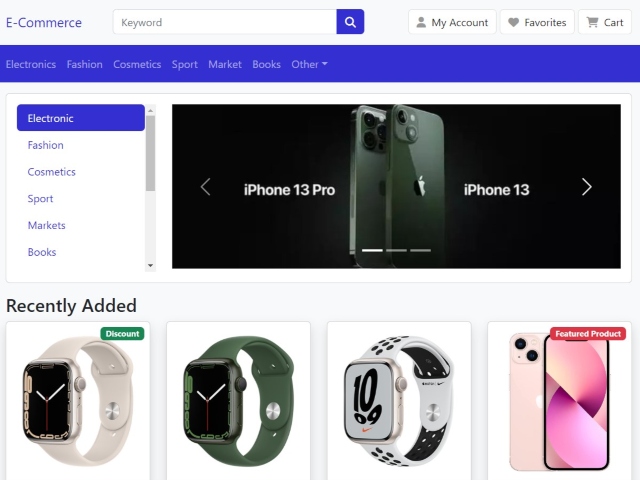 E-Commerce
Keyword
My Account
Favorites
Cart
Electronics Fashion Cosmetics Sport Market Books Other
Electronic
Fashion
Cosmetics
Sport
Markets
Books
iPhone 13 Pro
iPhone 13
Recently Added
Discount
Featured Product
10